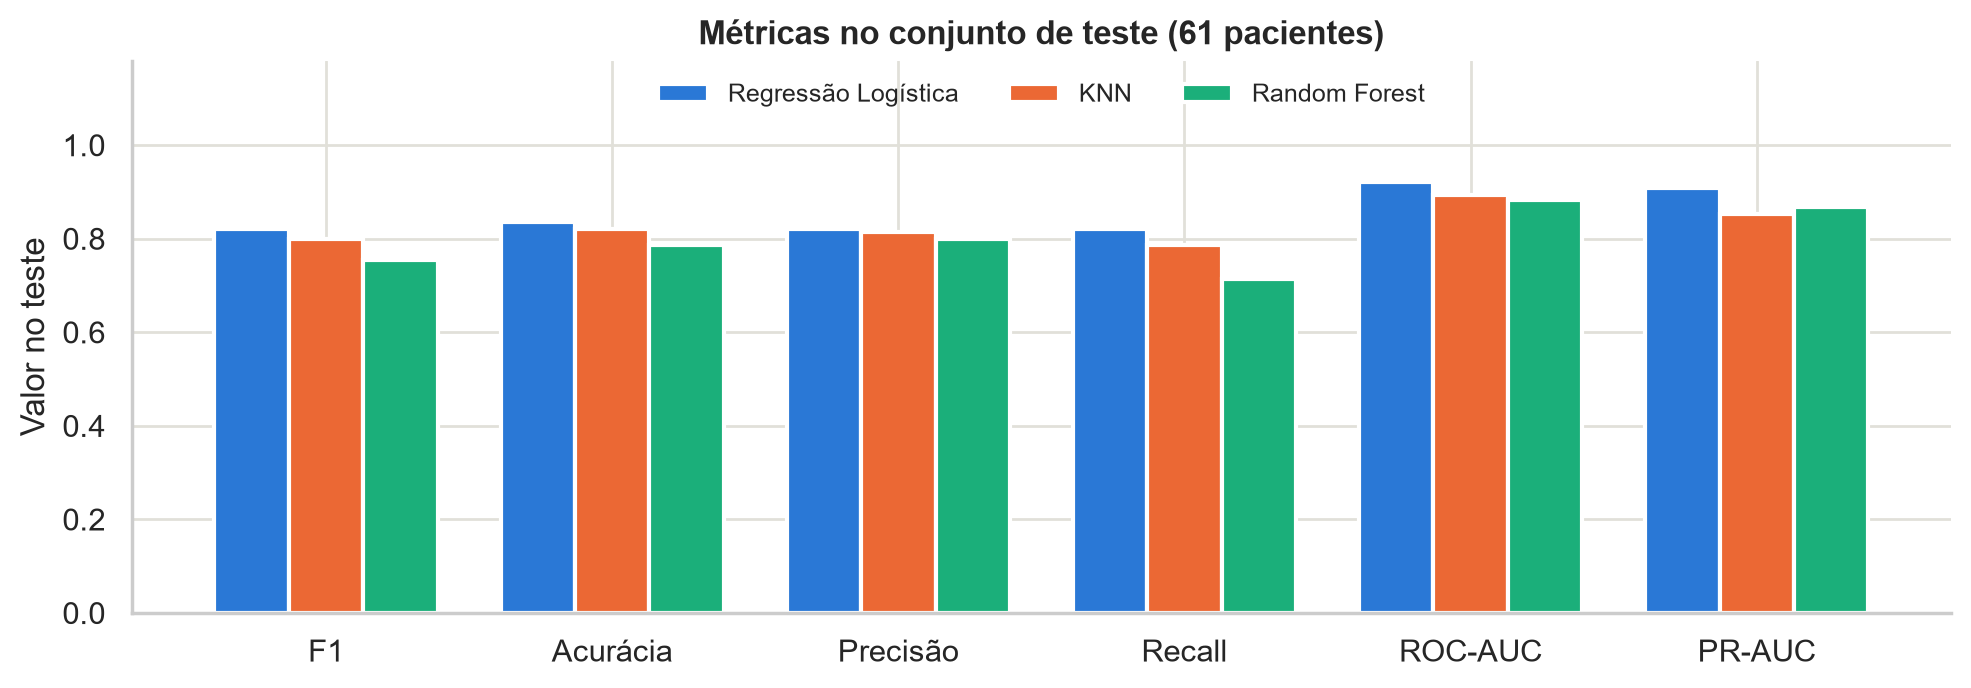 Métricas no conjunto de teste (61 pacientes)
Regressão Logística KNN Random Forest
Valor no teste
1.0
0.8
0.6
0.4
0.2
0.0
F1 Acurácia Precisão Recall ROC-AUC PR-AUC